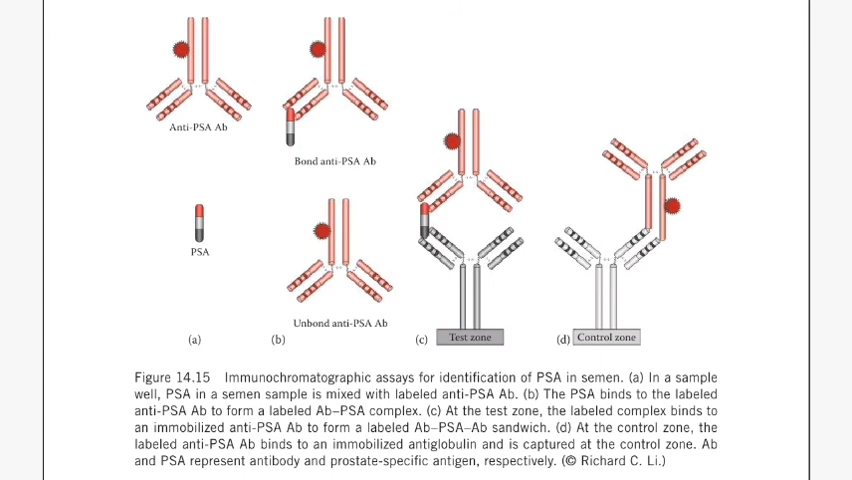 Anti-PSA Ab
Bond anti-PSA Ab
PSA
Unbond anti-PSA Ab
(a)
(b)
(c)
Test zone
(d)
Control zone
Figure 14.15 Immunochromatographic assays for identification of PSA in semen. (a) In a sample
well, PSA in a semen sample is mixed with labeled anti-PSA Ab. (b) The PSA binds to the labeled
anti-PSA Ab to form a labeled Ab–PSA complex. (c) At the test zone, the labeled complex binds to
an immobilized anti-PSA Ab to form a labeled Ab–PSA–Ab sandwich. (d) At the control zone, the
labeled anti-PSA Ab binds to an immobilized antiglobulin and is captured at the control zone. Ab
and PSA represent antibody and prostate-specific antigen, respectively. (© Richard C. Li.)